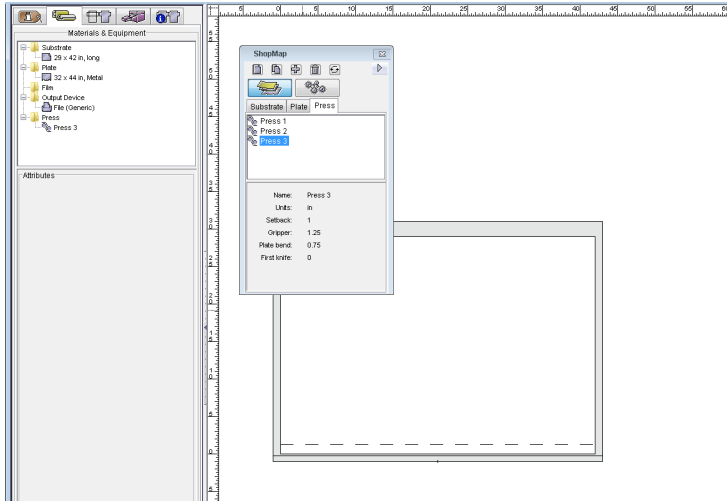 Materials & Equipment
Substrate
29 x 42 in, long
Plate
32 x 44 in, Metal
Film
Output Device
File (Generic)
Press
Press 3
Attributes
5 0 5 10 15 20 25 30 35 40 45 50 55 60
ShopMap
Substrate Plate Press
Press 1
Press 2
Press 3
Name: Press 3
Units: in
Setback: 1
Gripper: 1.25
Plate bend: 0.75
First knife: 0